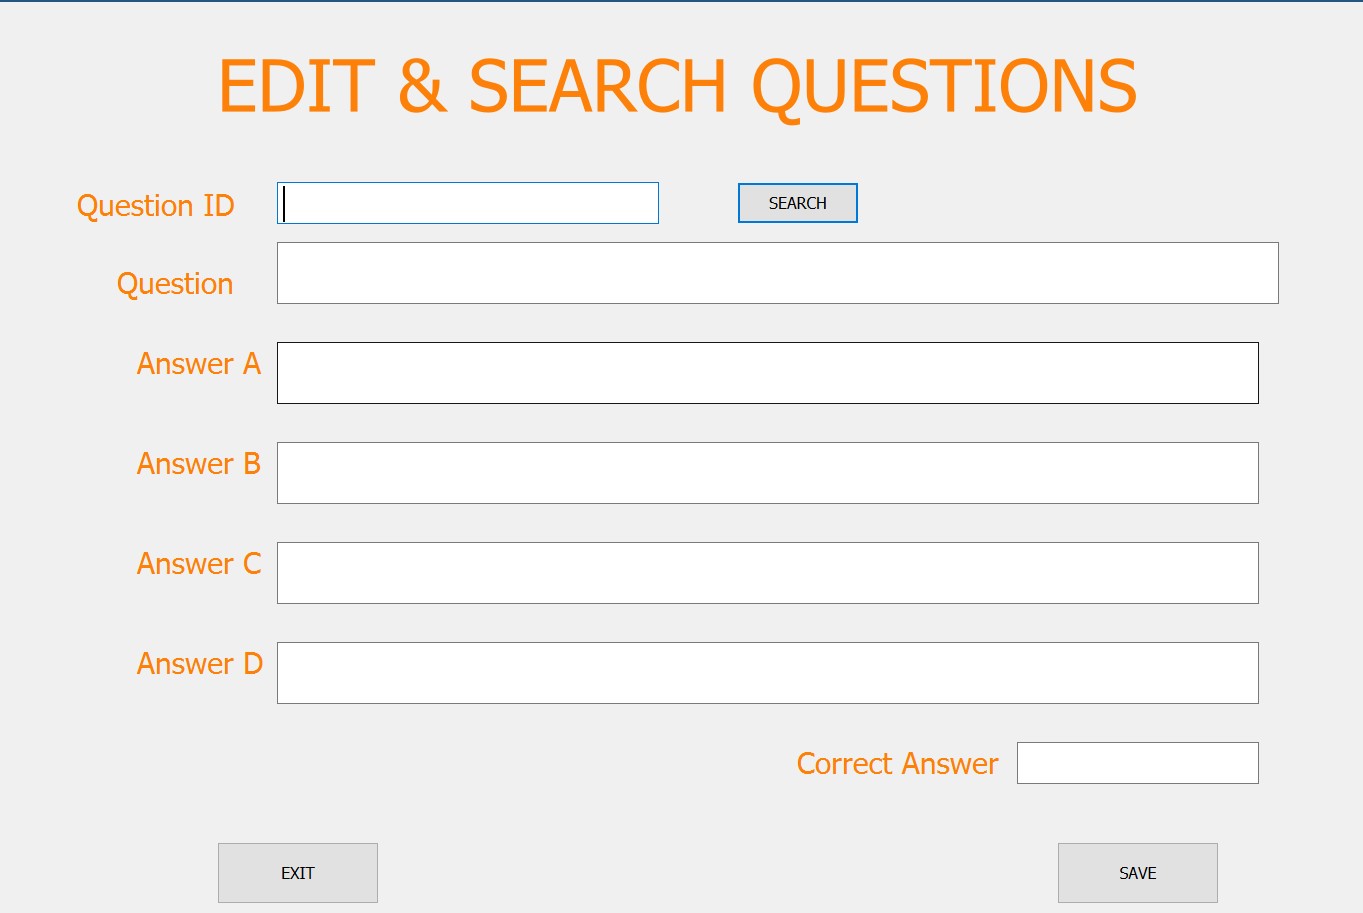 EDIT & SEARCH QUESTIONS
Question ID
SEARCH
Question
Answer A
Answer B
Answer C
Answer D
Correct Answer
EXIT
SAVE